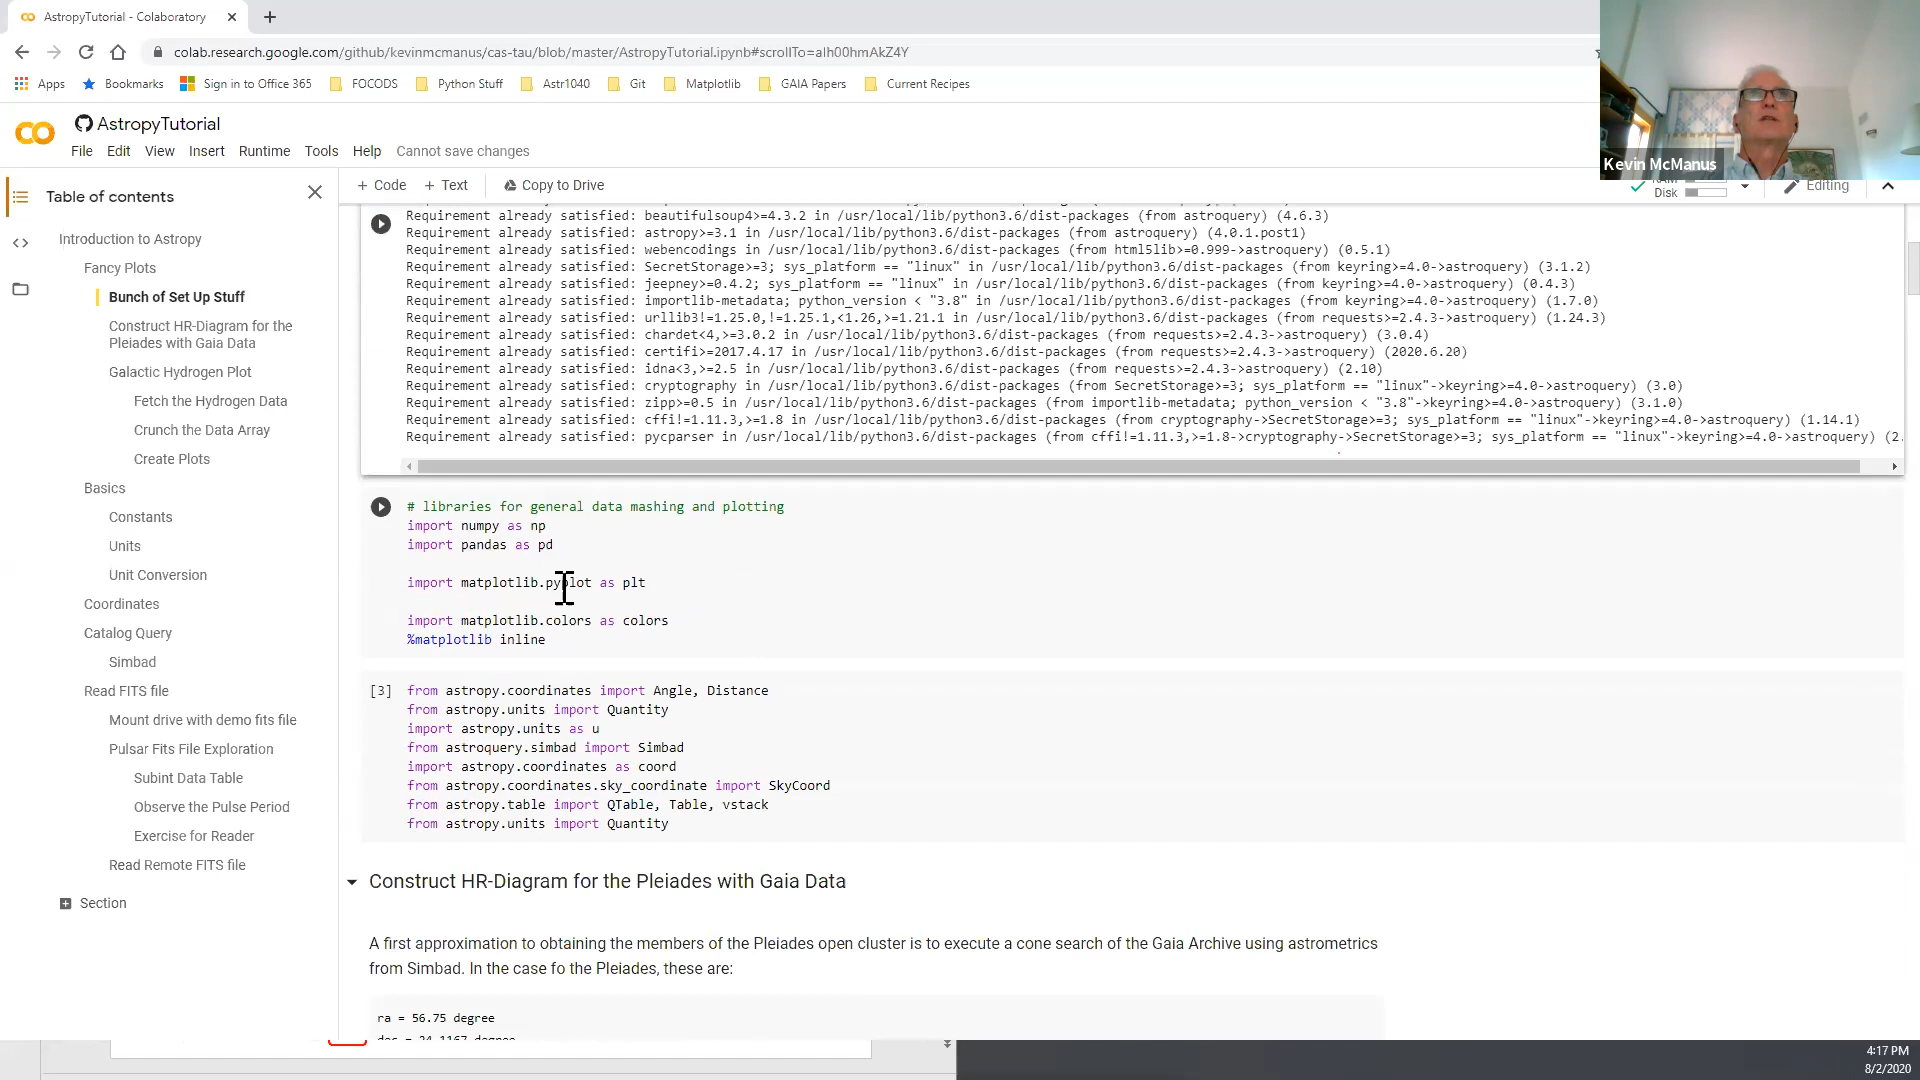 AstropyTutorial - Colaboratory
colab.research.google.com/github/kevinmcmanus/cas-tau/blob/master/AstropyTutorial.ipynb#scrollTo=alh00hmAkZ4Y
Apps Bookmarks Sign in to Office 365 FOCODS Python Stuff Astr1040 Git Matplotlib GAIA Papers Current Recipes
Kevin McManus
AstropyTutorial
File Edit View Insert Runtime Tools Help Cannot save changes
+ Code + Text Copy to Drive
Disk
Editing
Table of contents
Introduction to Astropy
Fancy Plots
Bunch of Set Up Stuff
Construct HR-Diagram for the
Pleiades with Gaia Data
Galactic Hydrogen Plot
Fetch the Hydrogen Data
Crunch the Data Array
Create Plots
Basics
Constants
Units
Unit Conversion
Coordinates
Catalog Query
Simbad
Read FITS file
Mount drive with demo fits file
Pulsar Fits File Exploration
Subint Data Table
Observe the Pulse Period
Exercise for Reader
Read Remote FITS file
Section
Requirement already satisfied: beautifulsoup4>=4.3.2 in /usr/local/lib/python3.6/dist-packages (from astroquery) (4.6.3)
Requirement already satisfied: astropy>=3.1 in /usr/local/lib/python3.6/dist-packages (from astroquery) (4.0.1.post1)
Requirement already satisfied: webencodings in /usr/local/lib/python3.6/dist-packages (from html5lib>=0.999->astroquery) (0.5.1)
Requirement already satisfied: SecretStorage>=3; sys_platform == "linux" in /usr/local/lib/python3.6/dist-packages (from keyring>=4.0->astroquery) (3.1.2)
Requirement already satisfied: jeepney>=0.4.2; sys_platform == "linux" in /usr/local/lib/python3.6/dist-packages (from keyring>=4.0->astroquery) (0.4.3)
Requirement already satisfied: importlib-metadata; python_version < "3.8" in /usr/local/lib/python3.6/dist-packages (from keyring>=4.0->astroquery) (1.7.0)
Requirement already satisfied: urllib3!=1.25.0,!=1.25.1,<1.26,>=1.21.1 in /usr/local/lib/python3.6/dist-packages (from requests>=2.4.3->astroquery) (1.24.3)
Requirement already satisfied: chardet<4,>=3.0.2 in /usr/local/lib/python3.6/dist-packages (from requests>=2.4.3->astroquery) (3.0.4)
Requirement already satisfied: certifi>=2017.4.17 in /usr/local/lib/python3.6/dist-packages (from requests>=2.4.3->astroquery) (2020.6.20)
Requirement already satisfied: idna<3,>=2.5 in /usr/local/lib/python3.6/dist-packages (from requests>=2.4.3->astroquery) (2.10)
Requirement already satisfied: cryptography in /usr/local/lib/python3.6/dist-packages (from SecretStorage>=3; sys_platform == "linux"->keyring>=4.0->astroquery) (3.0)
Requirement already satisfied: zipp>=0.5 in /usr/local/lib/python3.6/dist-packages (from importlib-metadata; python_version < "3.8"->keyring>=4.0->astroquery) (3.1.0)
Requirement already satisfied: cffi!=1.11.3,>=1.8 in /usr/local/lib/python3.6/dist-packages (from cryptography->SecretStorage>=3; sys_platform == "linux"->keyring>=4.0->astroquery) (1.14.1)
Requirement already satisfied: pycparser in /usr/local/lib/python3.6/dist-packages (from cffi!=1.11.3,>=1.8->cryptography->SecretStorage>=3; sys_platform == "linux"->keyring>=4.0->astroquery) (2.
# libraries for general data mashing and plotting
import numpy as np
import pandas as pd
import matplotlib.pyplot as plt
import matplotlib.colors as colors
%matplotlib inline
[3] from astropy.coordinates import Angle, Distance
from astropy.units import Quantity
import astropy.units as u
from astroquery.simbad import Simbad
import astropy.coordinates as coord
from astropy.coordinates.sky_coordinate import SkyCoord
from astropy.table import QTable, Table, vstack
from astropy.units import Quantity
Construct HR-Diagram for the Pleiades with Gaia Data
A first approximation to obtaining the members of the Pleiades open cluster is to execute a cone search of the Gaia Archive using astrometrics
from Simbad. In the case fo the Pleiades, these are:
ra = 56.75 degree
4:17 PM
8/2/2020